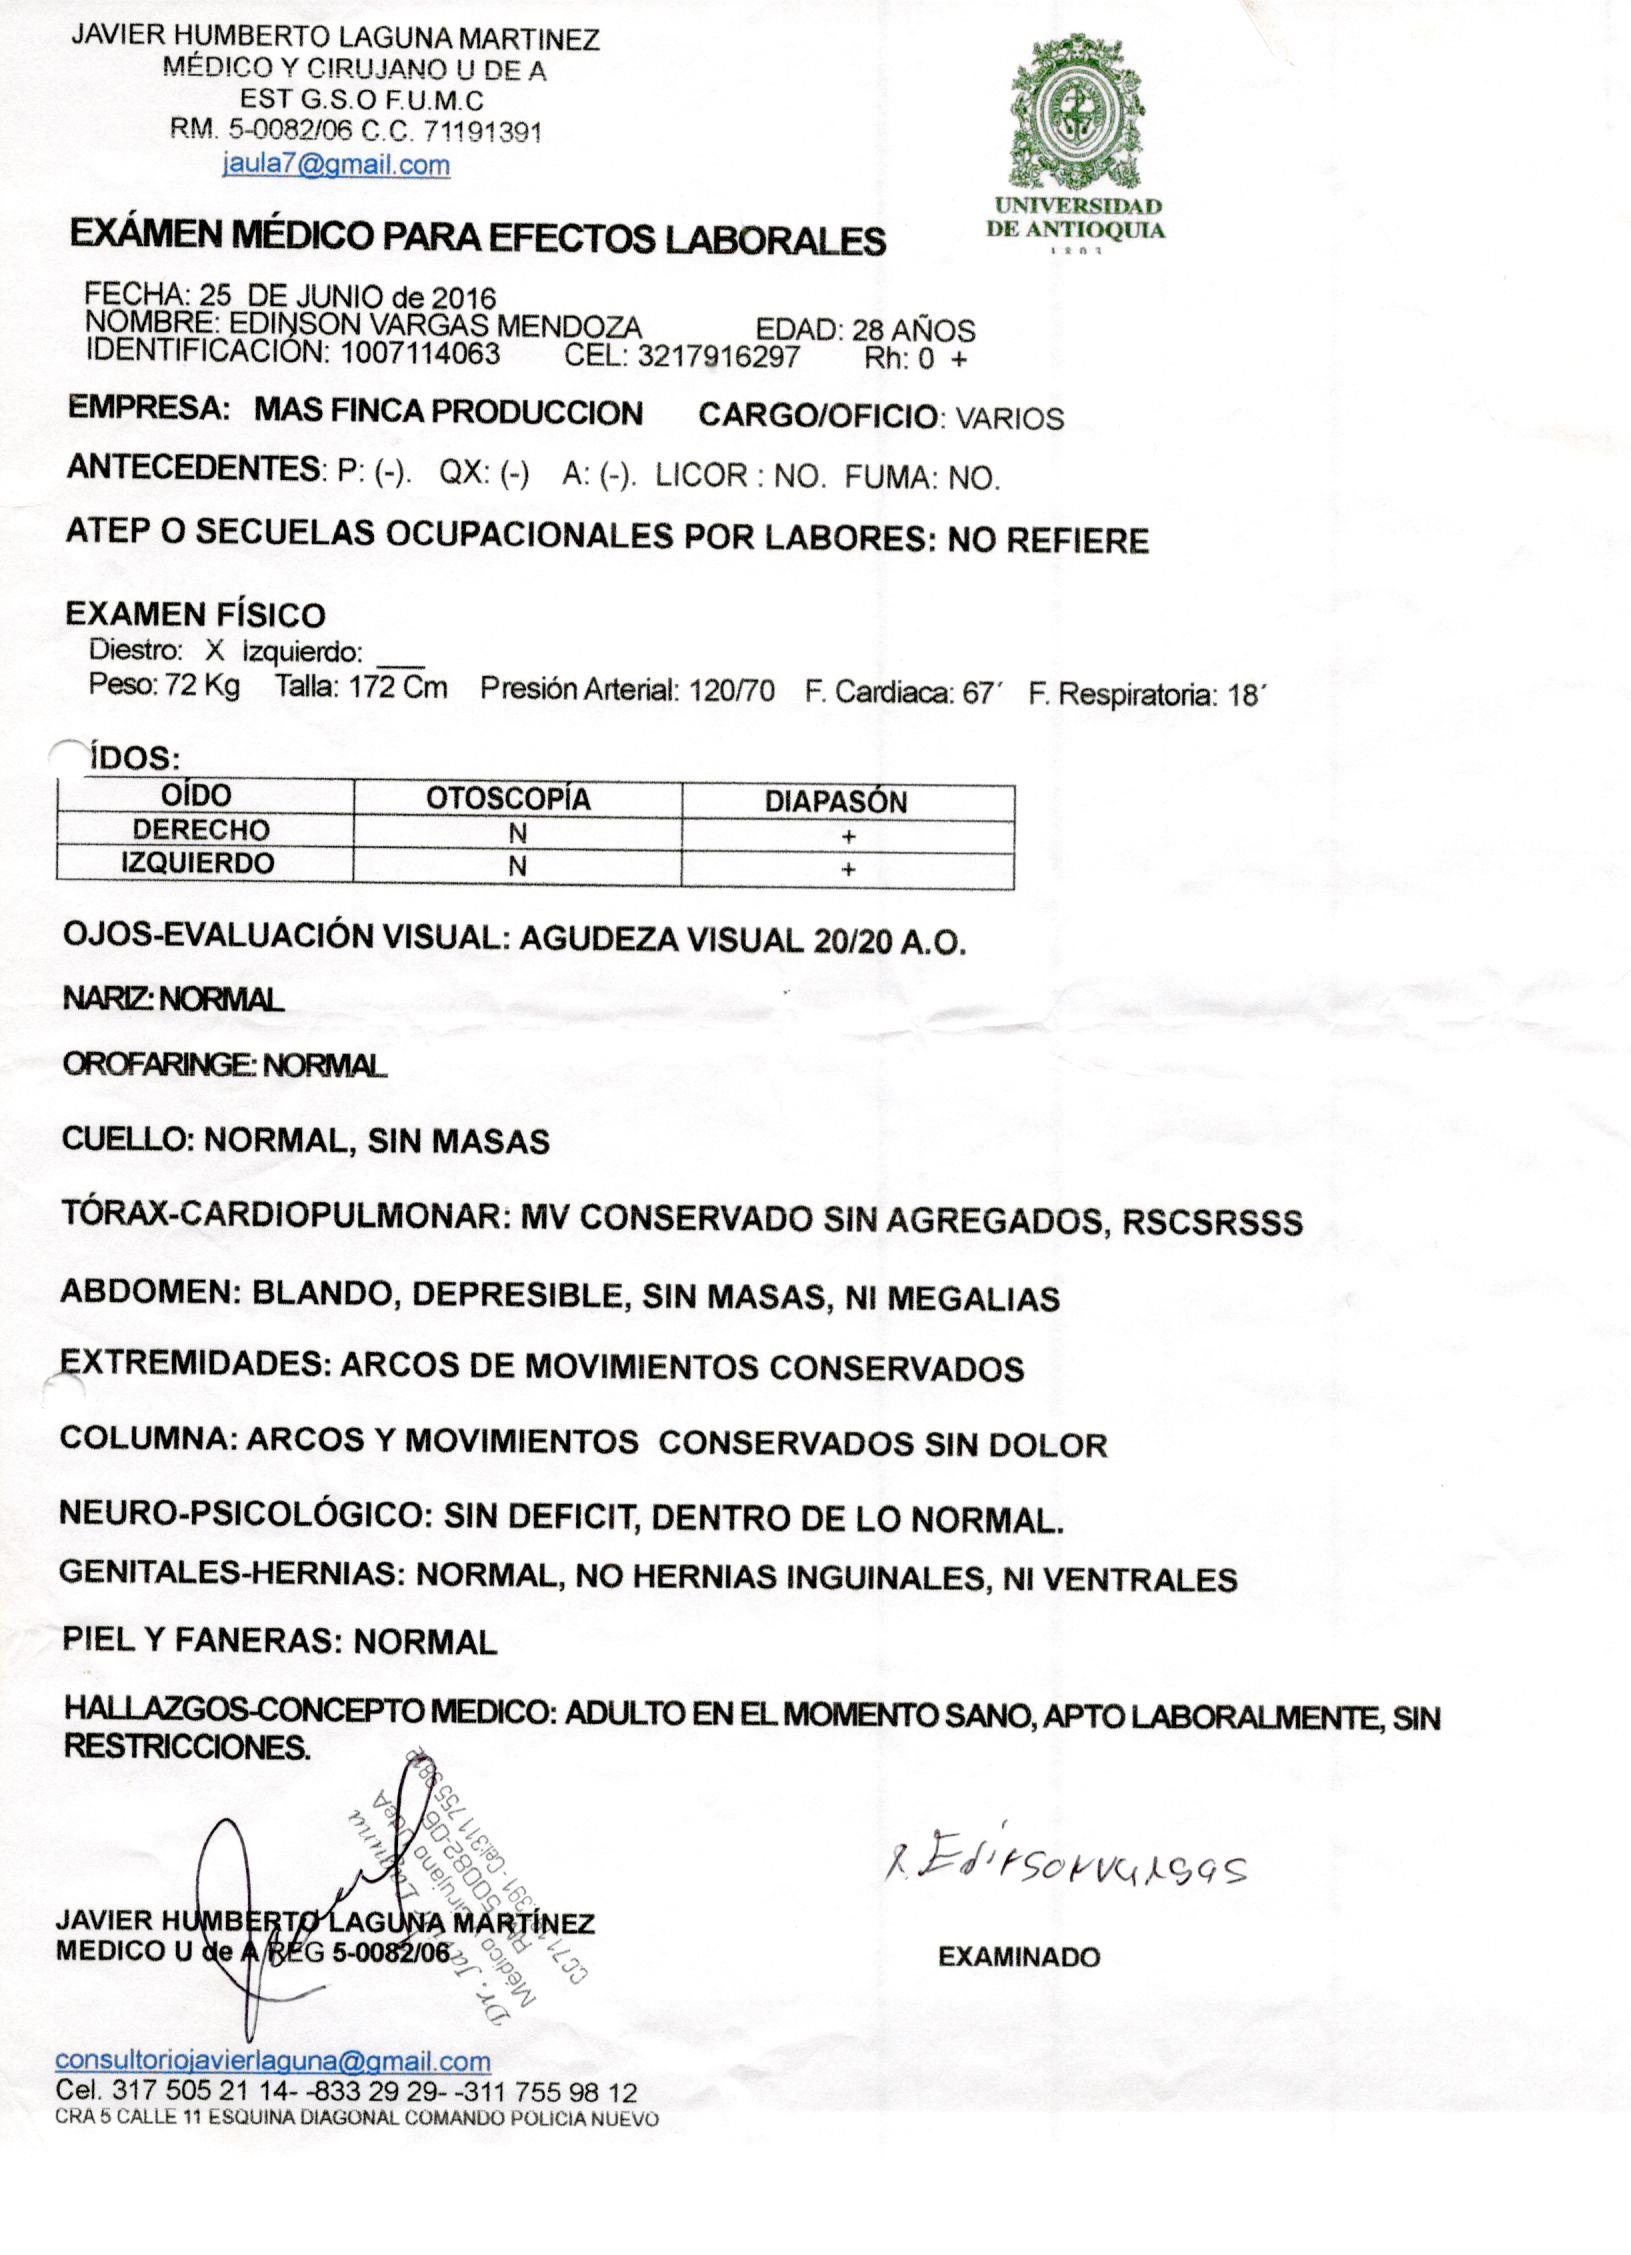 JAVIER HUMBERTO LAGUNA MARTINEZ
MÉDICO Y CIRUJANO U DE A
EST G.S.O F.U.M.C
RM. 5-0082/06 C.C. 71191391
jaula7@gmail.com
UNIVERSIDAD
DE ANTIOQUIA
1803
EXÁMEN MÉDICO PARA EFECTOS LABORALES
FECHA: 25 DE JUNIO de 2016
NOMBRE: EDINSON VARGAS MENDOZA EDAD: 28 AÑOS
IDENTIFICACIÓN: 1007114063 CEL: 3217916297 Rh: 0 +
EMPRESA: MAS FINCA PRODUCCION CARGO/OFICIO: VARIOS
ANTECEDENTES: P: (-). QX: (-) A: (-). LICOR : NO. FUMA: NO.
ATEP O SECUELAS OCUPACIONALES POR LABORES: NO REFIERE
EXAMEN FÍSICO
Diestro: X Izquierdo: ___
Peso: 72 Kg Talla: 172 Cm Presión Arterial: 120/70 F. Cardiaca: 67´ F. Respiratoria: 18´
ÍDOS:
OÍDO OTOSCOPÍA DIAPASÓN
DERECHO N +
IZQUIERDO N +
OJOS-EVALUACIÓN VISUAL: AGUDEZA VISUAL 20/20 A.O.
NARIZ: NORMAL
OROFARINGE: NORMAL
CUELLO: NORMAL, SIN MASAS
TÓRAX-CARDIOPULMONAR: MV CONSERVADO SIN AGREGADOS, RSCSRSSS
ABDOMEN: BLANDO, DEPRESIBLE, SIN MASAS, NI MEGALIAS
EXTREMIDADES: ARCOS DE MOVIMIENTOS CONSERVADOS
COLUMNA: ARCOS Y MOVIMIENTOS CONSERVADOS SIN DOLOR
NEURO-PSICOLÓGICO: SIN DEFICIT, DENTRO DE LO NORMAL.
GENITALES-HERNIAS: NORMAL, NO HERNIAS INGUINALES, NI VENTRALES
PIEL Y FANERAS: NORMAL
HALLAZGOS-CONCEPTO MEDICO: ADULTO EN EL MOMENTO SANO, APTO LABORALMENTE, SIN
RESTRICCIONES.
Dr. Javier Laguna
Médico Cirujano UdeA
RM 50082-06
Cel: 311 755 9812
Edinson vargas
JAVIER HUMBERTO LAGUNA MARTÍNEZ
MEDICO U de A REG 5-0082/06
EXAMINADO
consultoriojavierlaguna@gmail.com
Cel. 317 505 21 14- -833 29 29- -311 755 98 12
CRA 5 CALLE 11 ESQUINA DIAGONAL COMANDO POLICIA NUEVO